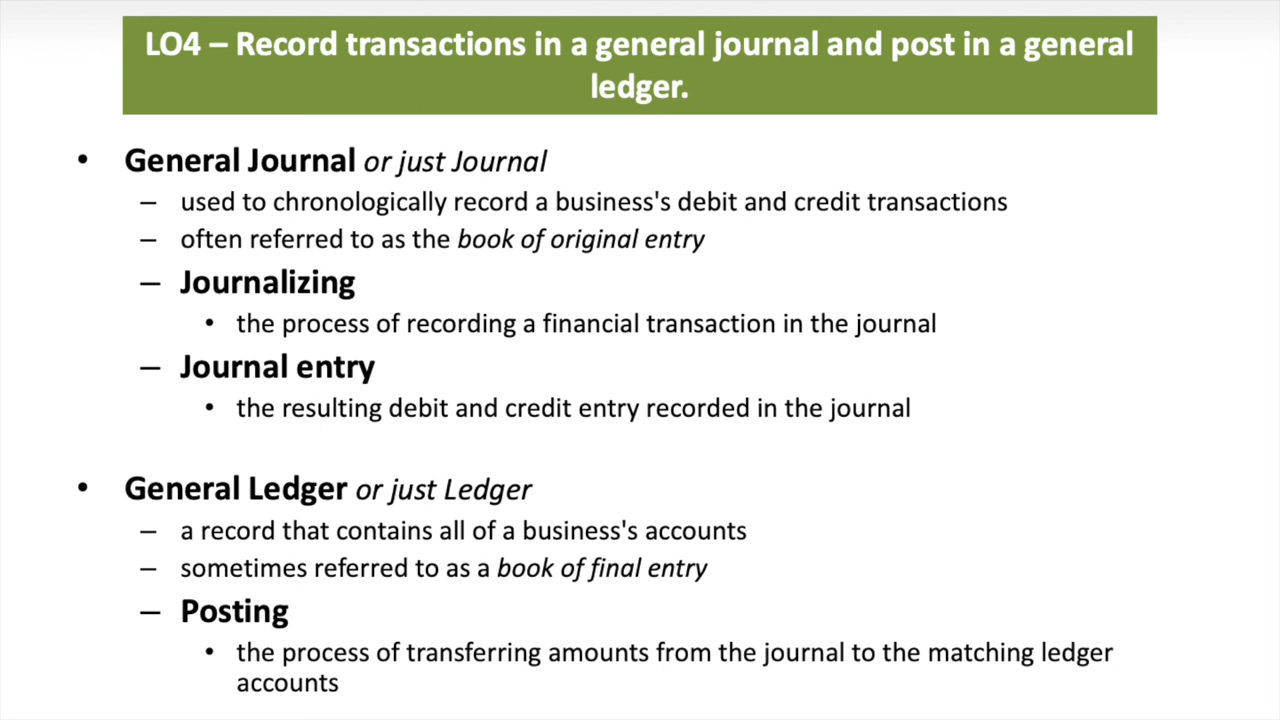 LO4 – Record transactions in a general journal and post in a general
ledger.
• General Journal or just Journal
– used to chronologically record a business's debit and credit transactions
– often referred to as the book of original entry
– Journalizing
• the process of recording a financial transaction in the journal
– Journal entry
• the resulting debit and credit entry recorded in the journal
• General Ledger or just Ledger
– a record that contains all of a business's accounts
– sometimes referred to as a book of final entry
– Posting
• the process of transferring amounts from the journal to the matching ledger
accounts